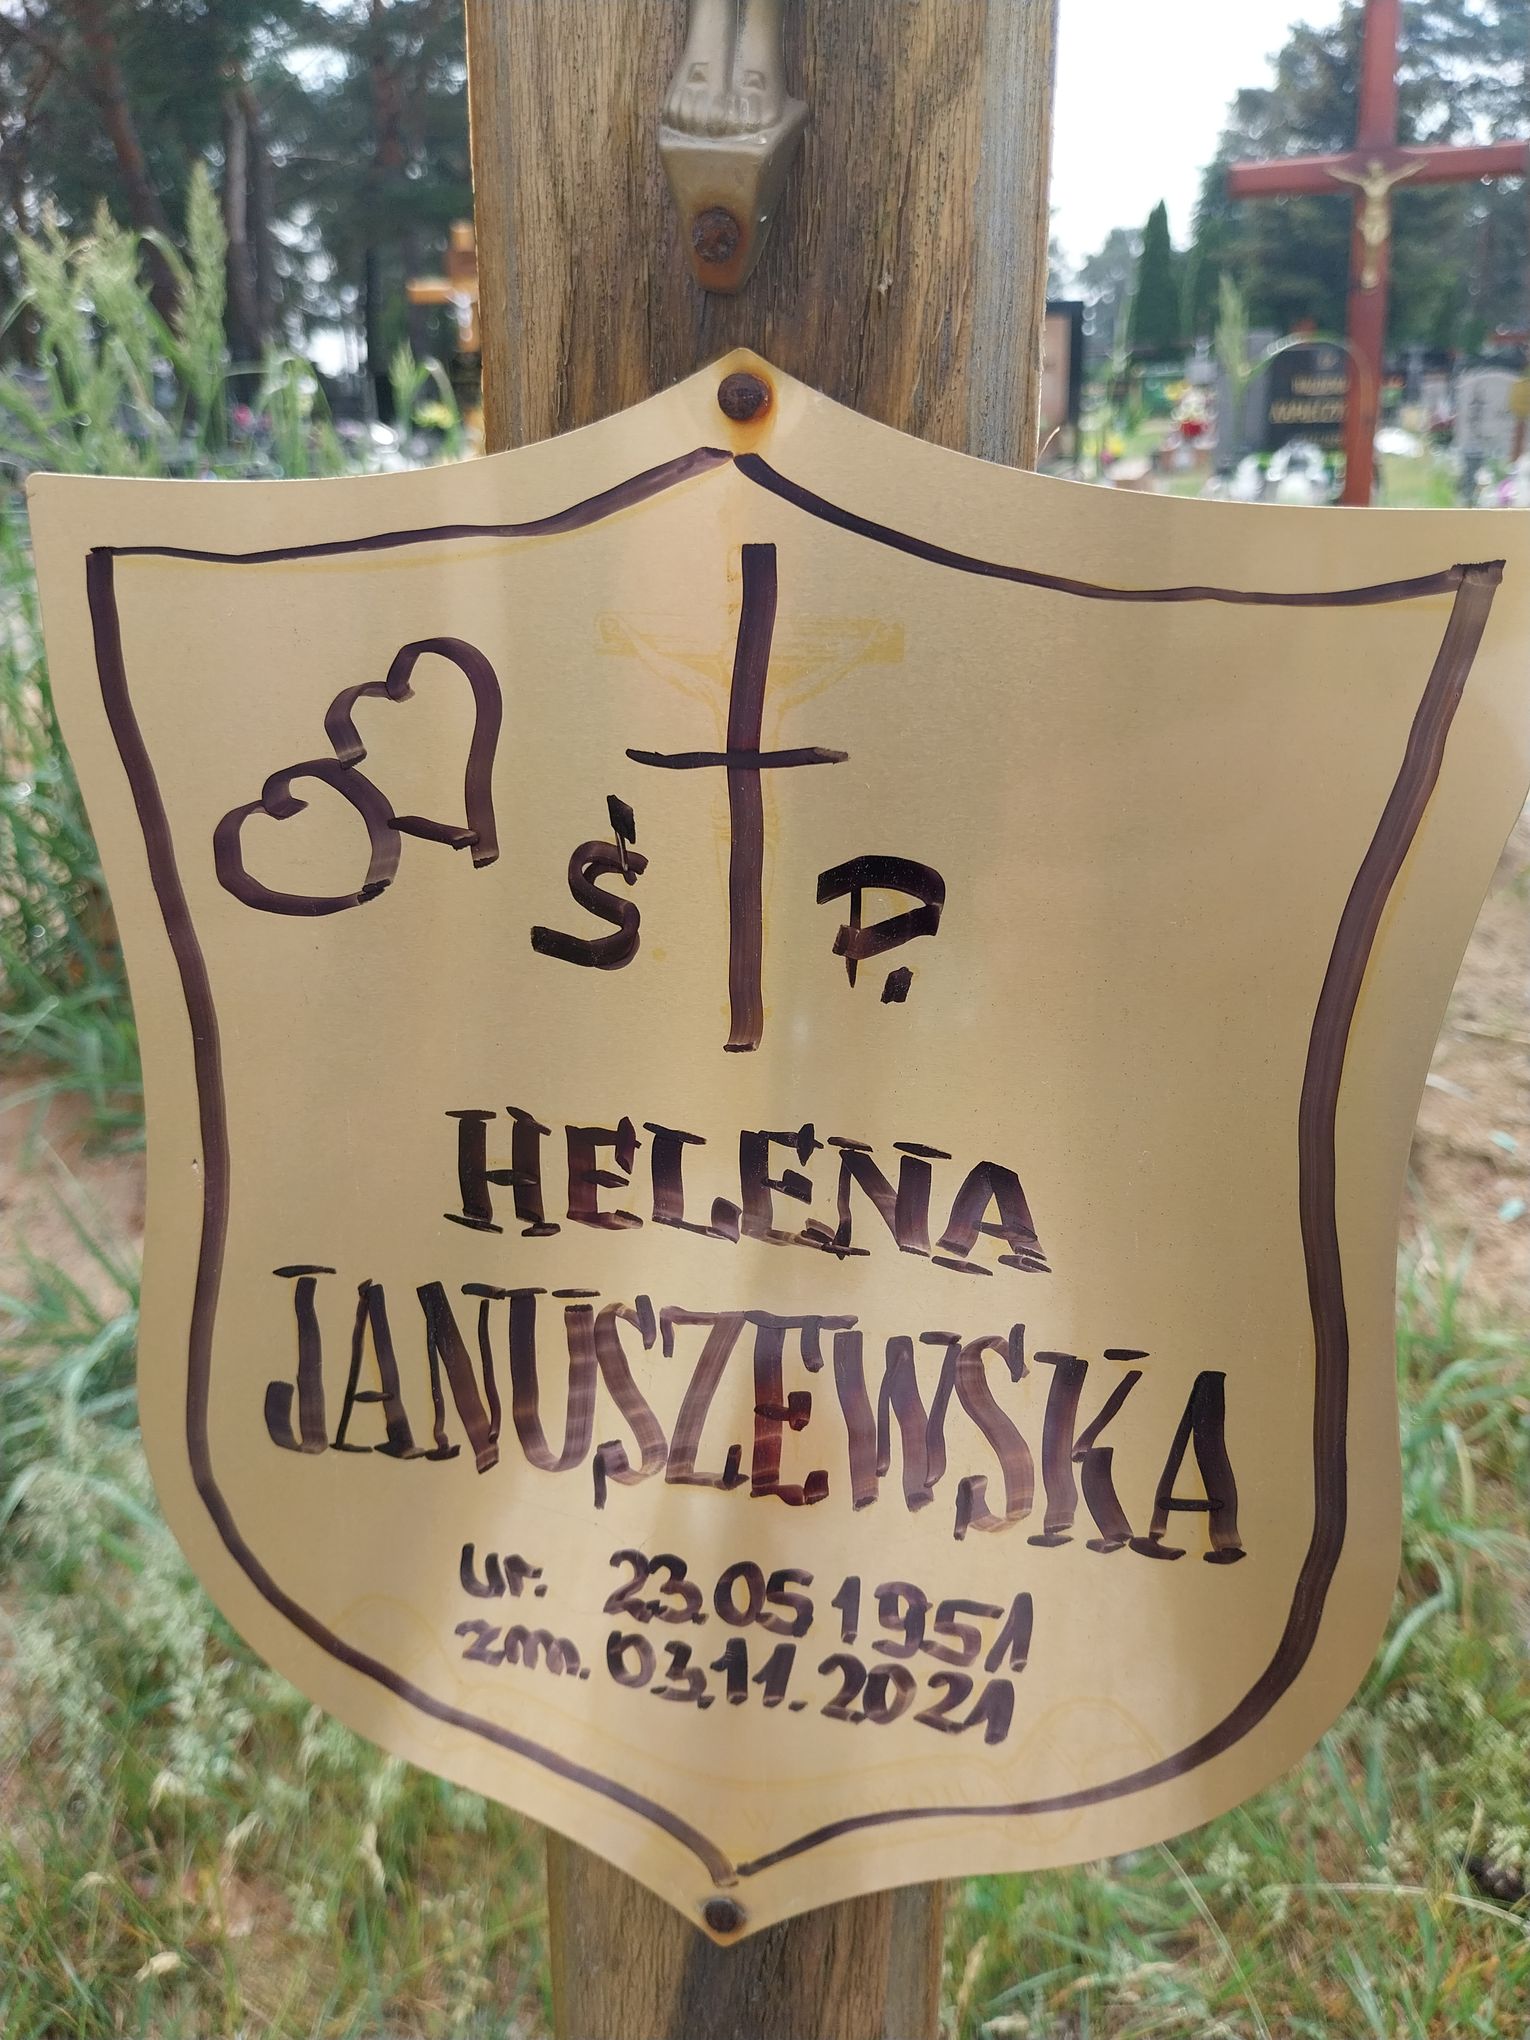 Ś P.
HELENA
JANUSZEWSKA
ur. 23.05 1951
zm. 03.11.2021